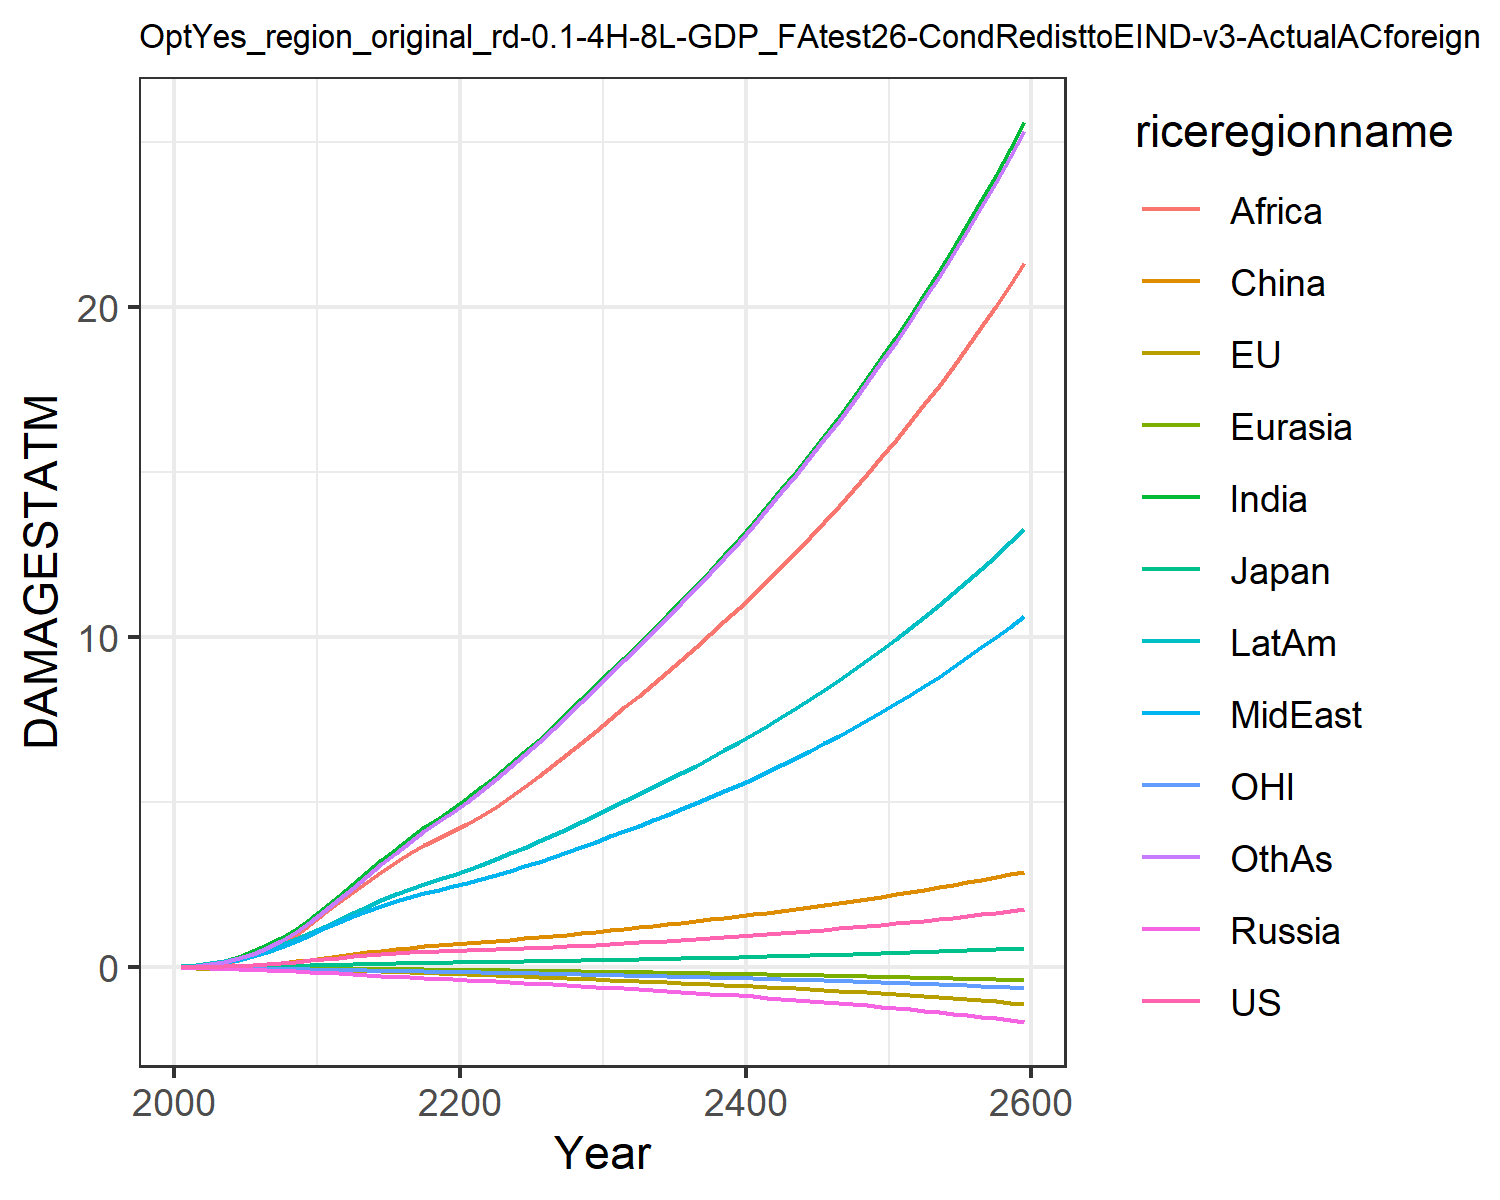 OptYes_region_original_rd-0.1-4H-8L-GDP_FAtest26-CondRedisttoEIND-v3-ActualACforeign
DAMAGESTATM
20
10
0
2000
2200
2400
2600
Year
riceregionname
Africa
China
EU
Eurasia
India
Japan
LatAm
MidEast
OHI
OthAs
Russia
US